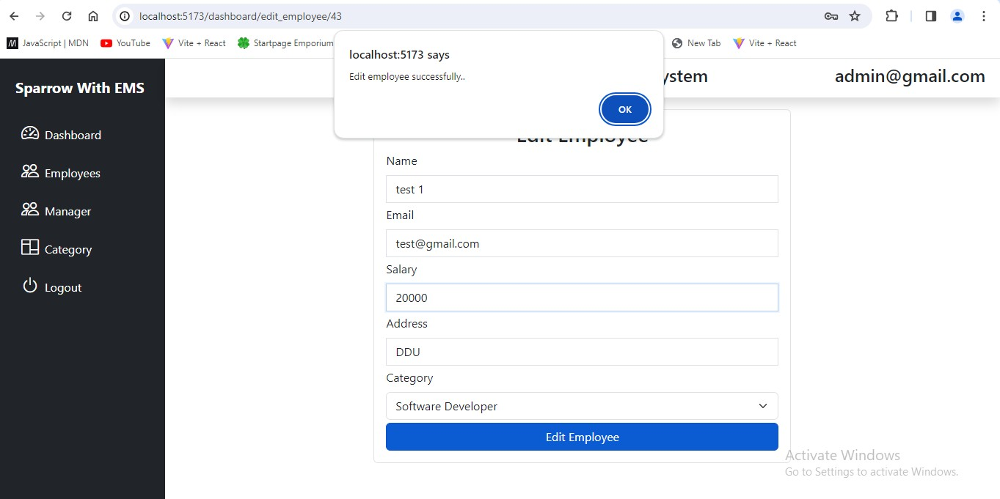 localhost:5173/dashboard/edit_employee/43
JavaScript | MDN
YouTube
Vite + React
Startpage Emporium
New Tab
Vite + React
localhost:5173 says
Edit employee successfully..
OK
Sparrow With EMS
Dashboard
Employees
Manager
Category
Logout
ystem
admin@gmail.com
Edit Employee
Name
test 1
Email
test@gmail.com
Salary
20000
Address
DDU
Category
Software Developer
Edit Employee
Activate Windows
Go to Settings to activate Windows.